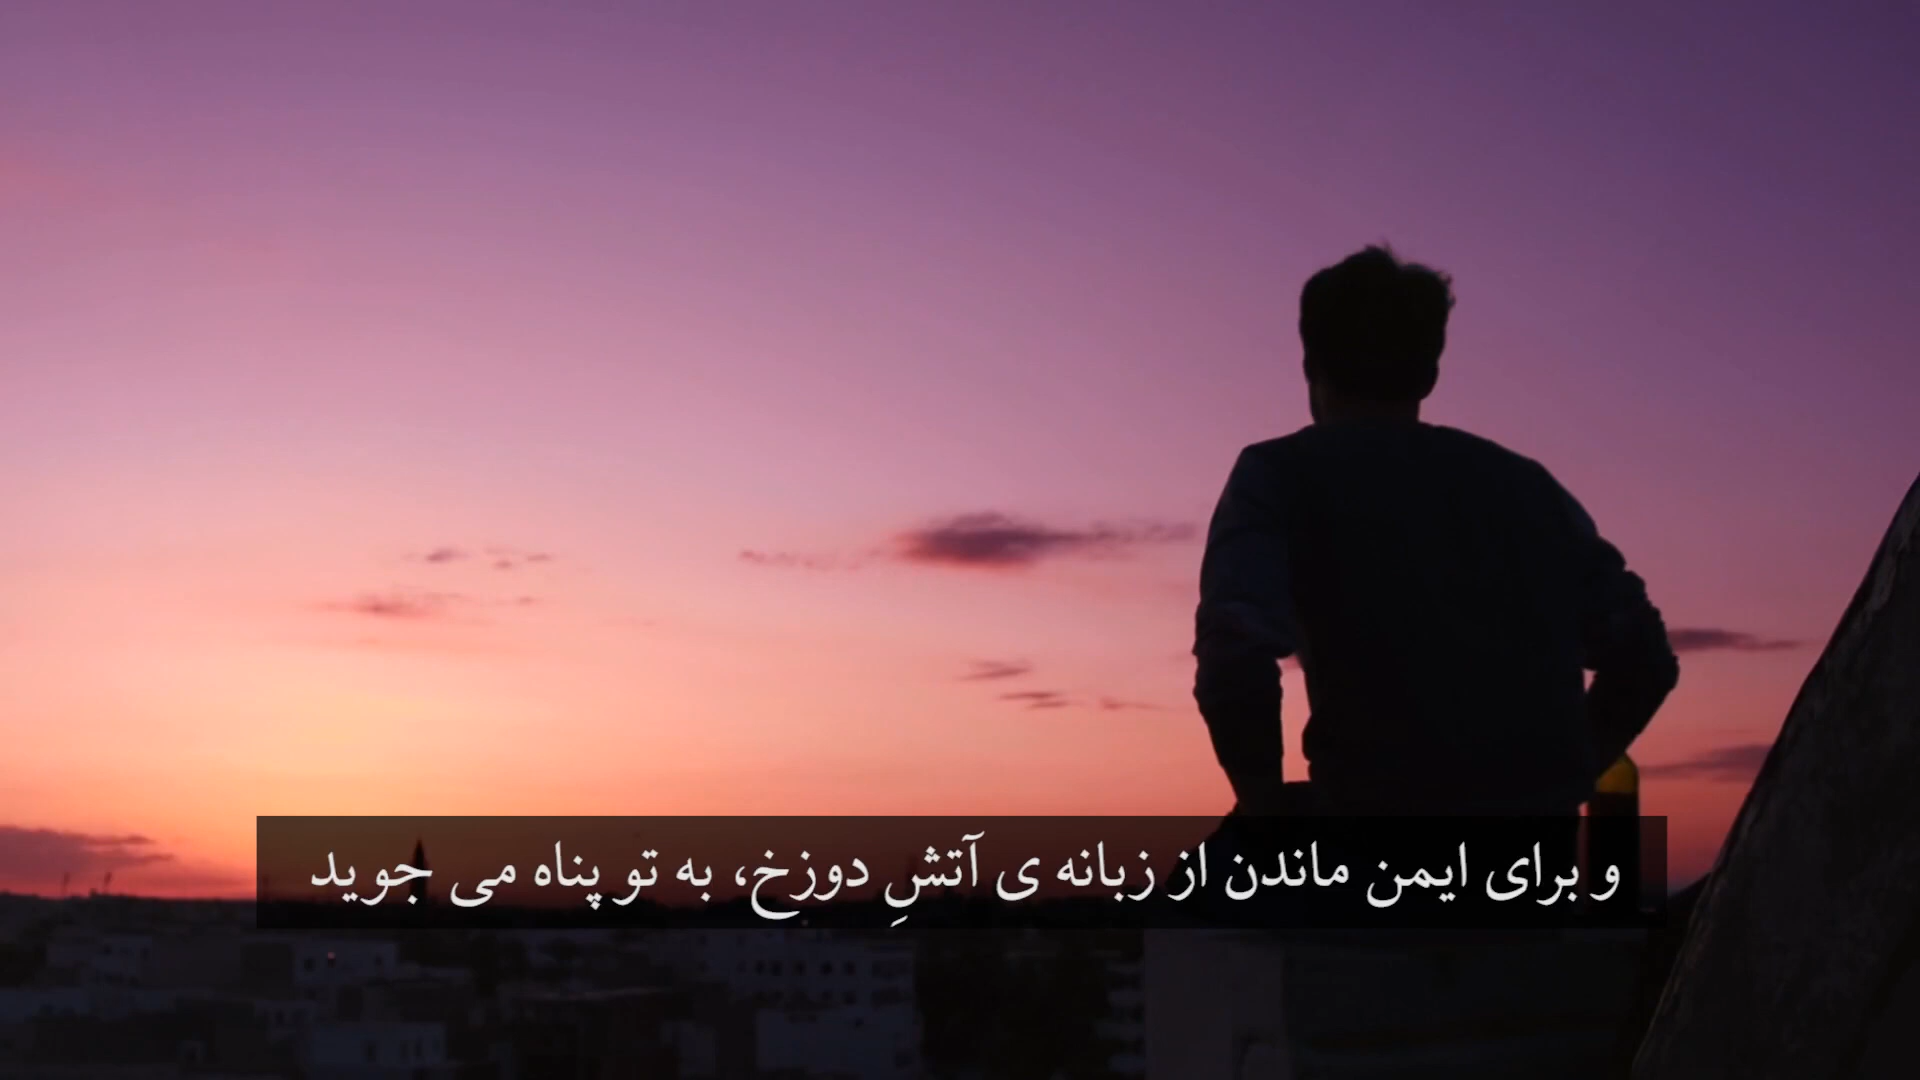 و برای ایمن ماندن از زبانه ی آتشِ دوزخ، به تو پناه می جوید